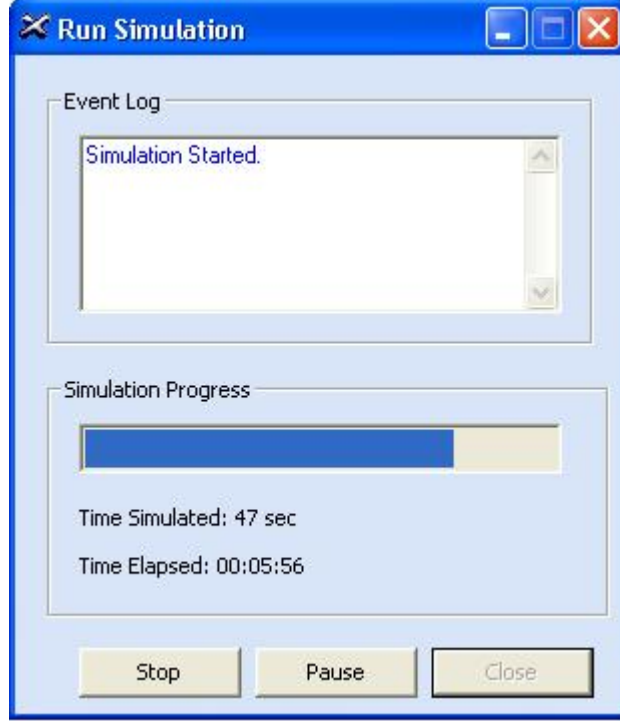 Run Simulation
Event Log
Simulation Started.
Simulation Progress
Time Simulated: 47 sec
Time Elapsed: 00:05:56
Stop Pause Close